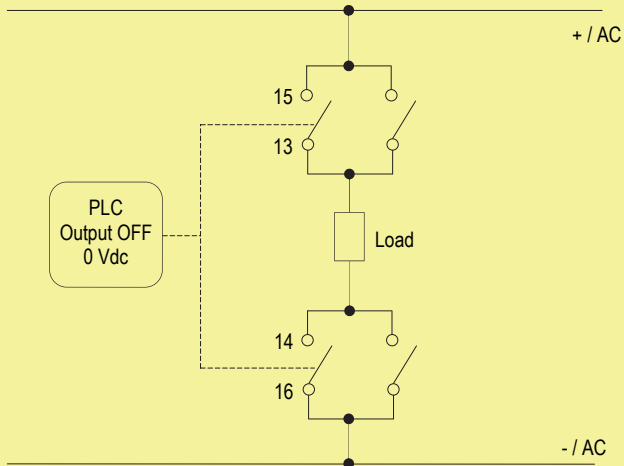 + / AC
15
13
PLC
Output OFF
0 Vdc
Load
14
16
- / AC